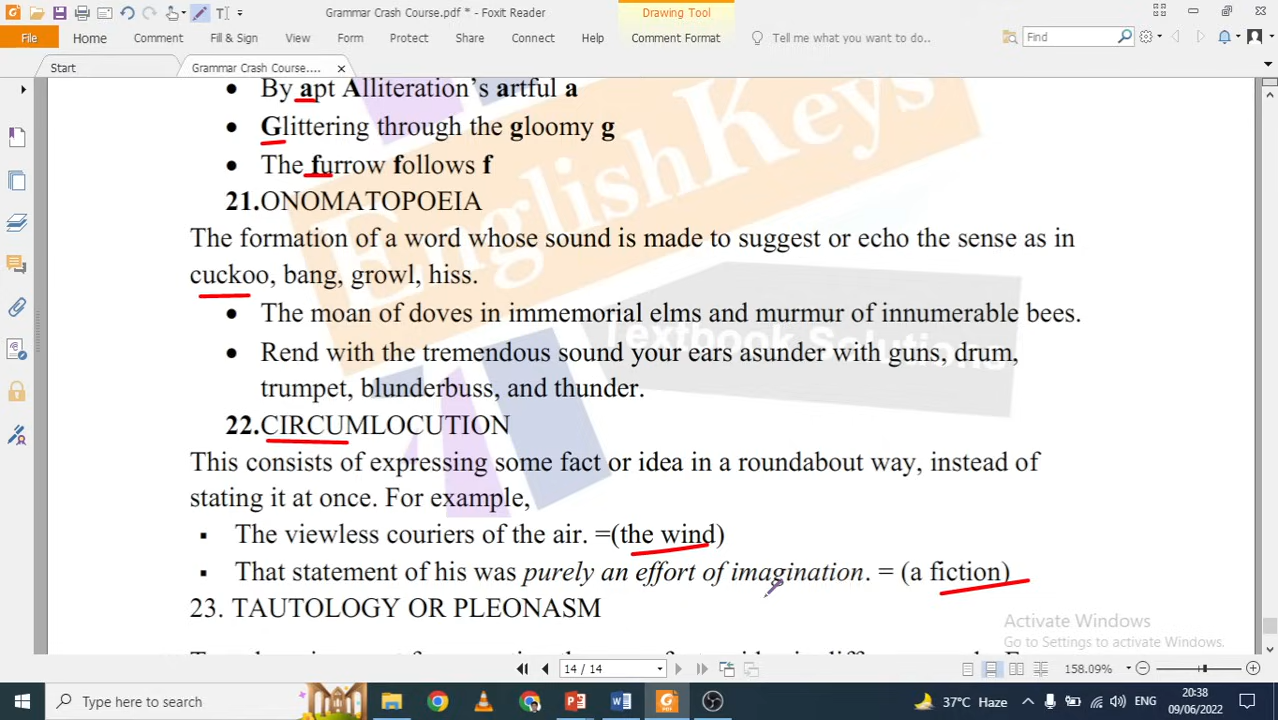 Grammar Crash Course.pdf * - Foxit Reader
Drawing Tool
File Home Comment Fill & Sign View Form Protect Share Connect Help Comment Format Tell me what you want to do.. Find
Start Grammar Crash Course....
• By apt Alliteration’s artful a
• Glittering through the gloomy g
• The furrow follows f
21.ONOMATOPOEIA
The formation of a word whose sound is made to suggest or echo the sense as in
cuckoo, bang, growl, hiss.
• The moan of doves in immemorial elms and murmur of innumerable bees.
• Rend with the tremendous sound your ears asunder with guns, drum,
trumpet, blunderbuss, and thunder.
22.CIRCUMLOCUTION
This consists of expressing some fact or idea in a roundabout way, instead of
stating it at once. For example,
▪ The viewless couriers of the air. =(the wind)
▪ That statement of his was purely an effort of imagination. = (a fiction)
23. TAUTOLOGY OR PLEONASM
EnglishKeys
Textbook Solutions
Activate Windows
Go to Settings to activate Windows.
14 / 14
158.09%
Type here to search
37°C Haze
ENG
20:38
09/06/2022